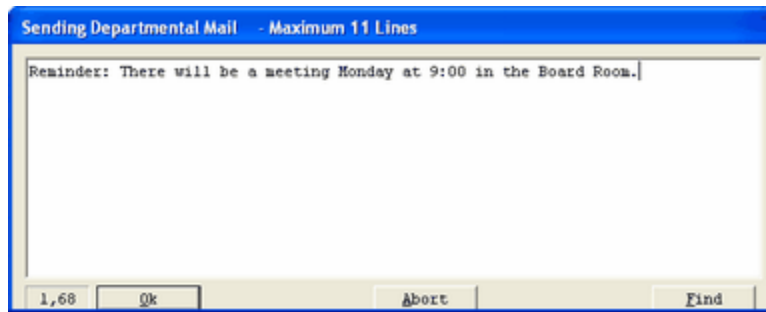 Sending Departmental Mail - Maximum 11 Lines
Reminder: There will be a meeting Monday at 9:00 in the Board Room.
1,68 Ok Abort Find